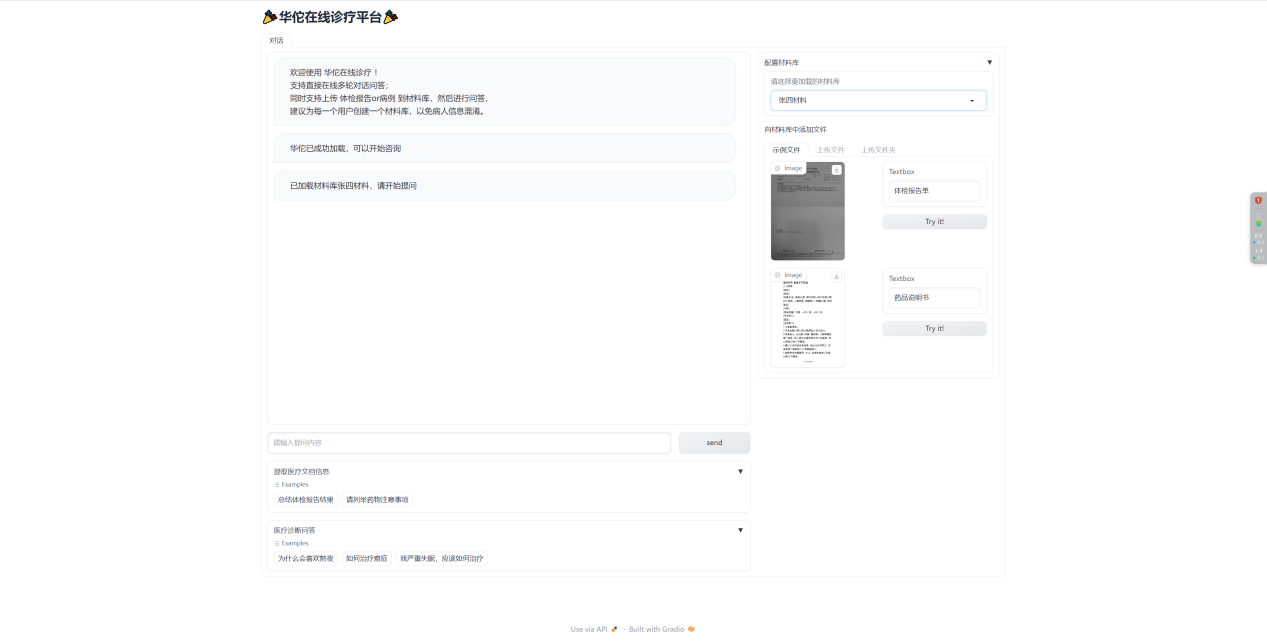 华佗在线诊疗平台
对话
欢迎使用 华佗在线诊疗 !
支持直接在线多轮对话问答;
同时支持上传 体检报告or病例 到材料库, 然后进行问答,
建议为每一个用户创建一个材料库, 以免病人信息混淆。
华佗已成功加载, 可以开始咨询
已加载材料库张四材料, 请开始提问
请输入提问内容
send
提取医疗文档信息 ▼
Examples
总结体检报告结果
请列举药物注意事项
医疗诊断问答 ▼
Examples
为什么会喜欢熬夜
如何治疗癔症
我严重失眠, 应该如何治疗
配置材料库 ▼
请选择要加载的材料库
张四材料
向材料库中添加文件
示例文件
上传文件
上传文件夹
Image
Textbox
体检报告单
Try it!
Image
Textbox
药品说明书
Try it!
Use via API · Built with Gradio